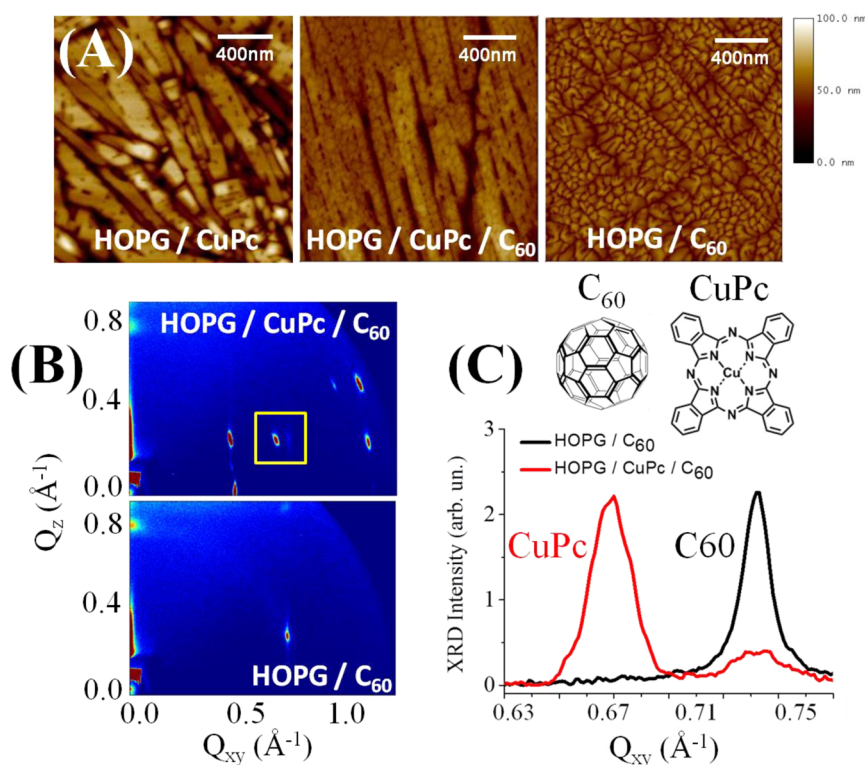 (A)
400nm
400nm
400nm
100.0 nm
50.0 nm
0.0 nm
HOPG / CuPc
HOPG / CuPc / C60
HOPG / C60
(B)
0.8
0.4
0.0
HOPG / CuPc / C60
0.8
0.4
0.0
HOPG / C60
0.0
0.5
1.0
Qz (Å-1)
Qxy (Å-1)
(C)
C60
CuPc
N
N
N
N
N
N
N
N
Cu
HOPG / C60
HOPG / CuPc / C60
CuPc
C60
3
2
1
0
XRD Intensity (arb. un.)
0.63
0.67
0.71
0.75
Qxy (Å-1)